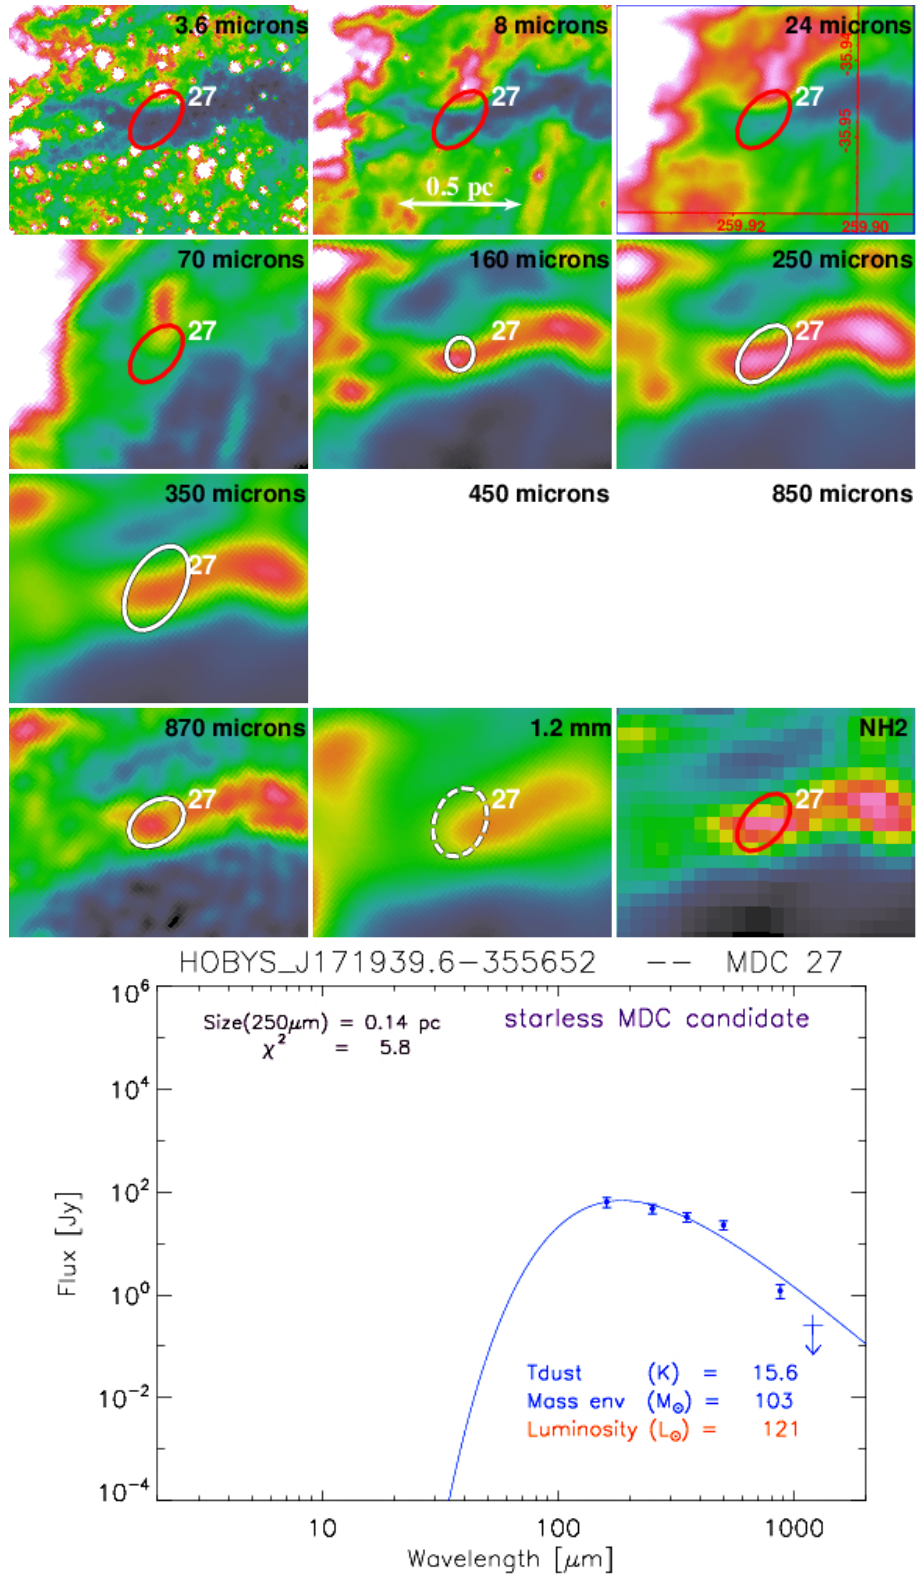 3.6 microns
27
8 microns
27
0.5 pc
24 microns
27
-35.94
-35.95
259.92
259.90
70 microns
27
160 microns
27
250 microns
27
350 microns
27
450 microns
850 microns
870 microns
27
1.2 mm
27
NH2
27
HOBYS_J171939.6-355652 -- MDC 27
Size(250μm) = 0.14 pc
χ² = 5.8
starless MDC candidate
10⁶
10⁴
10²
10⁰
10⁻²
10⁻⁴
Flux [Jy]
Tdust (K) = 15.6
Mass env (M⊙) = 103
Luminosity (L⊙) = 121
10
100
1000
Wavelength [μm]